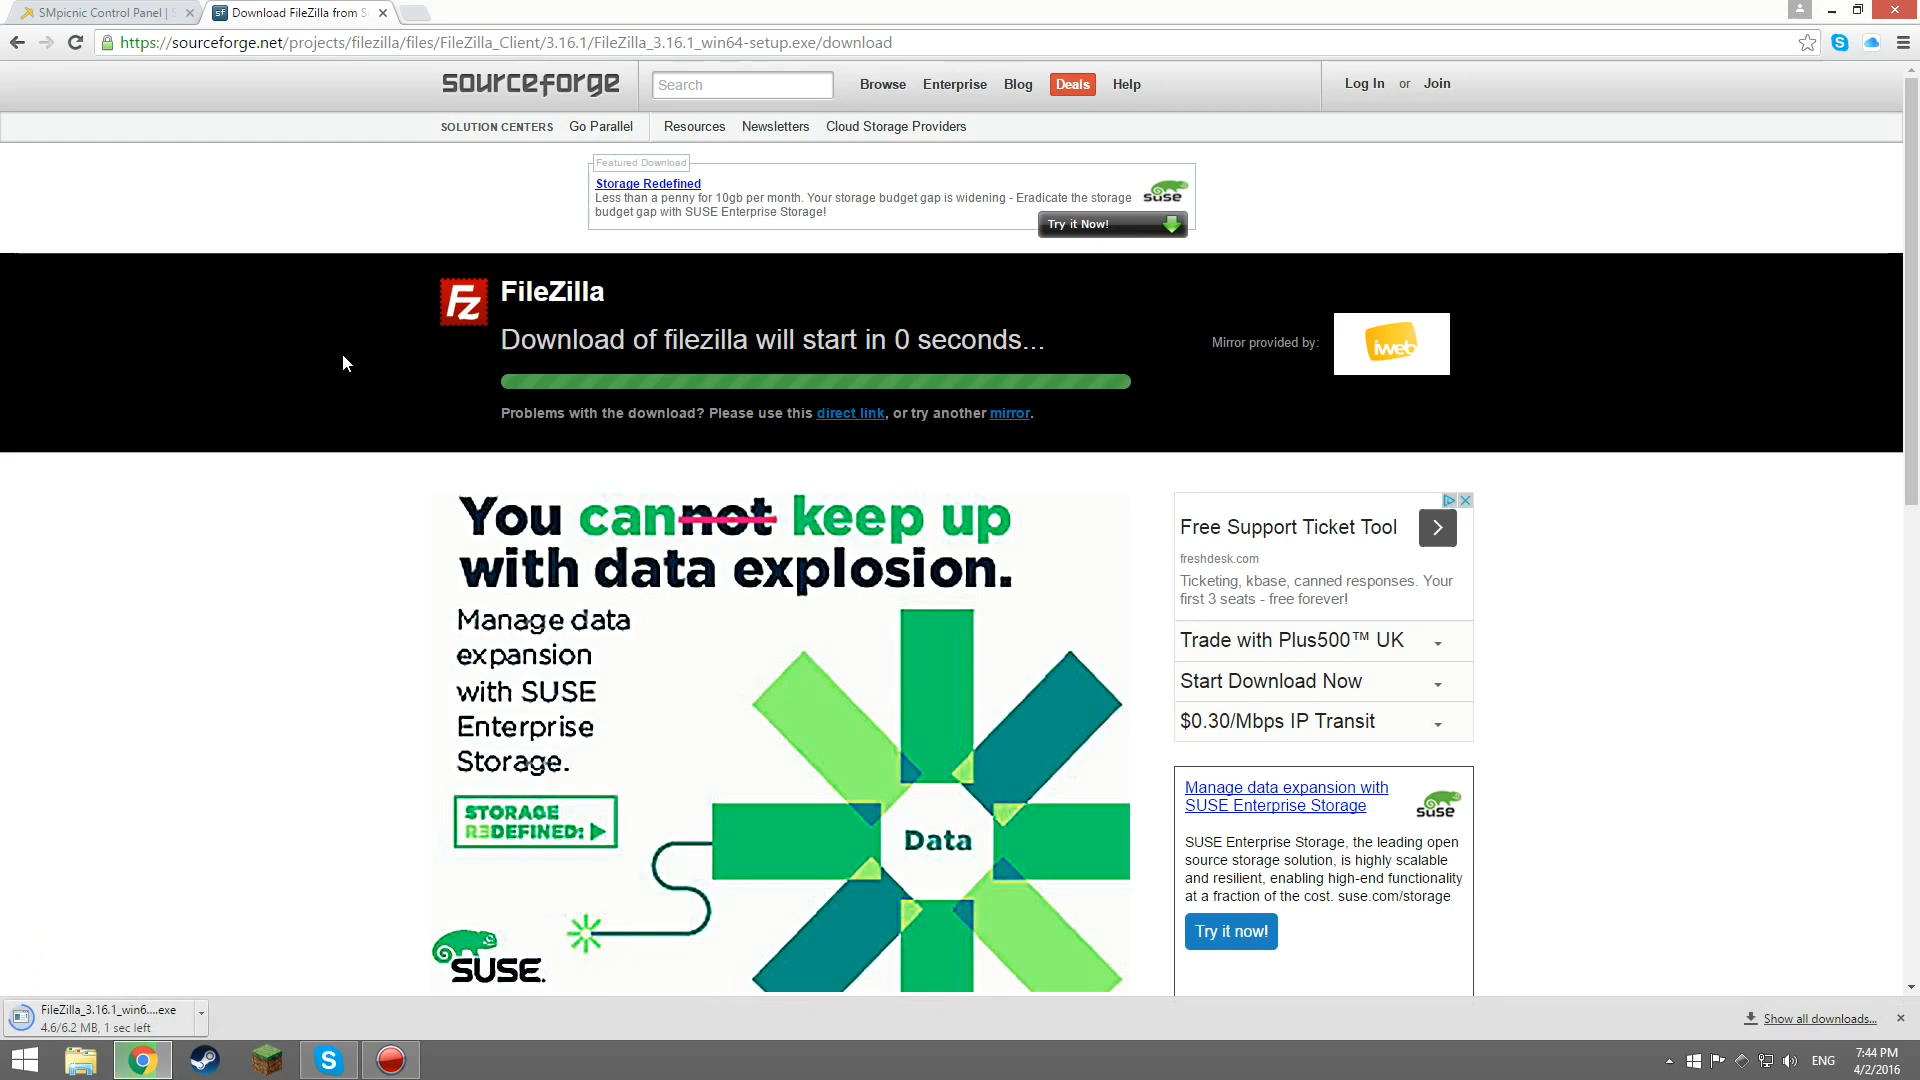 SMpicnic Control Panel | S
Download FileZilla from S
https://sourceforge.net/projects/filezilla/files/FileZilla_Client/3.16.1/FileZilla_3.16.1_win64-setup.exe/download
sourceforge
Search
Browse
Enterprise
Blog
Deals
Help
Log In or Join
SOLUTION CENTERS
Go Parallel
Resources
Newsletters
Cloud Storage Providers
Featured Download
Storage Redefined
Less than a penny for 10gb per month. Your storage budget gap is widening - Eradicate the storage
budget gap with SUSE Enterprise Storage!
SUSE
Try it Now!
Fz
FileZilla
Download of filezilla will start in 0 seconds...
Mirror provided by:
iweb
Problems with the download? Please use this direct link, or try another mirror.
You cannot keep up
with data explosion.
Manage data
expansion
with SUSE
Enterprise
Storage.
STORAGE
R3DEFINED:
Data
SUSE.
Free Support Ticket Tool
freshdesk.com
Ticketing, kbase, canned responses. Your
first 3 seats - free forever!
Trade with Plus500™ UK
Start Download Now
$0.30/Mbps IP Transit
Manage data expansion with
SUSE Enterprise Storage
SUSE
SUSE Enterprise Storage, the leading open
source storage solution, is highly scalable
and resilient, enabling high-end functionality
at a fraction of the cost. suse.com/storage
Try it now!
FileZilla_3.16.1_win6....exe
4.6/6.2 MB, 1 sec left
Show all downloads...
ENG
7:44 PM
4/2/2016